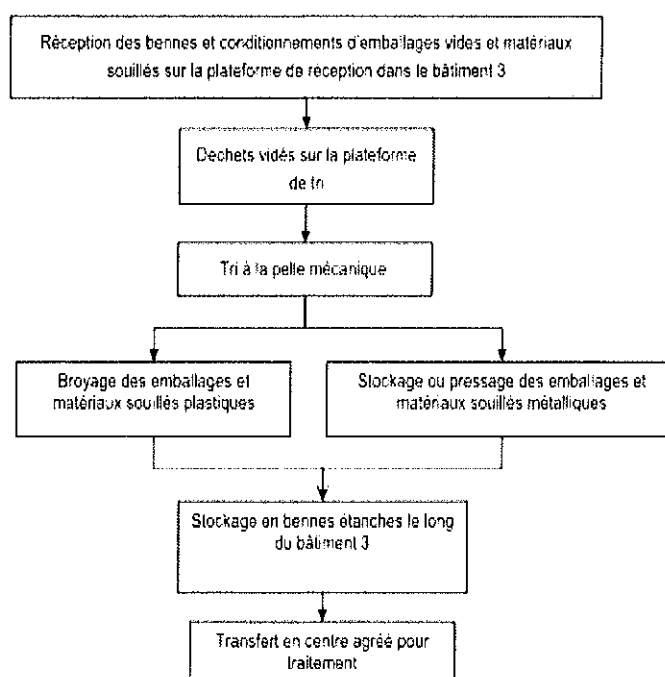 Réception des bennes et conditionnements d'emballages vides et matériaux
souillés sur la plateforme de réception dans le bâtiment 3
Dechets vidés sur la plateforme
de tri
Tri à la pelle mécanique
Broyage des emballages et
matériaux souillés plastiques
Stockage ou pressage des emballages et
matériaux souillés métalliques
Stockage en bennes étanches le long
du bâtiment 3
Transfert en centre agréé pour
traitement